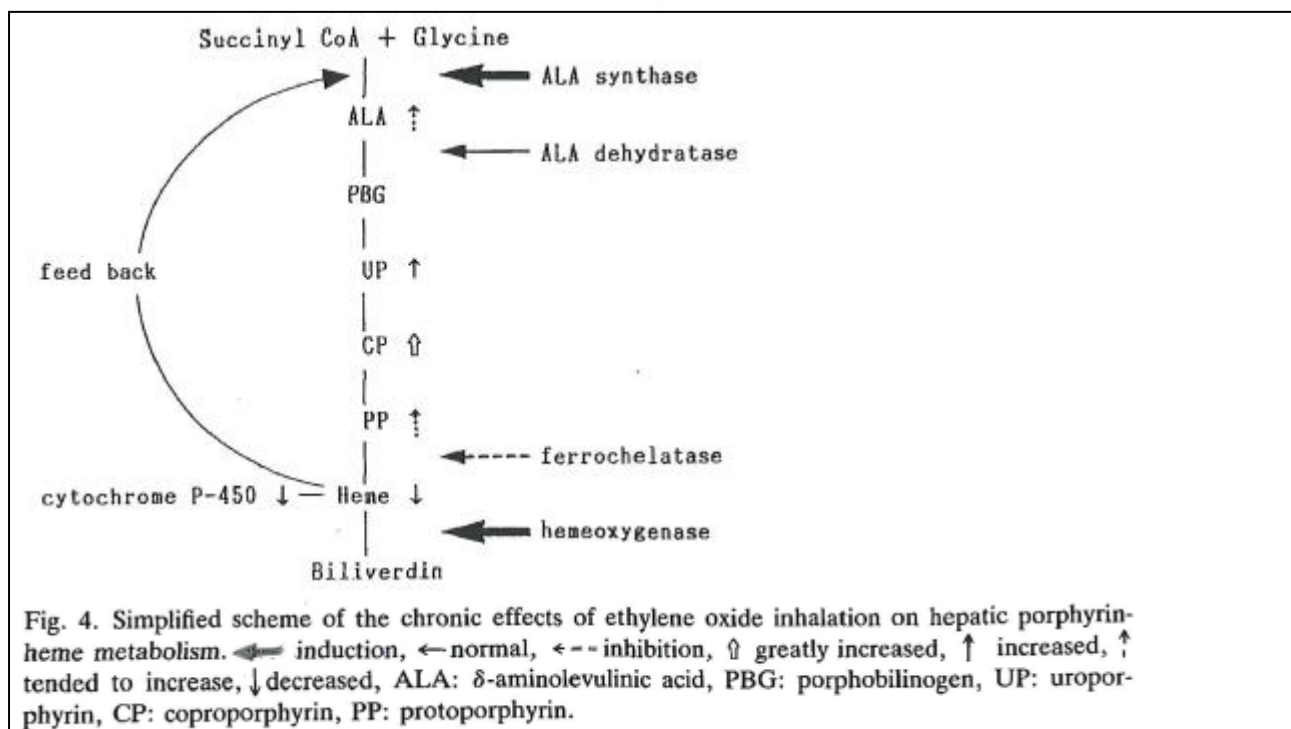 Succinyl CoA + Glycine
ALA synthase
ALA ⇡
ALA dehydratase
PBG
feed back
UP ↑
CP ⇧
PP ⇡
ferrochelatase
cytochrome P-450 ↓ — Heme ↓
hemeoxygenase
Biliverdin
Fig. 4. Simplified scheme of the chronic effects of ethylene oxide inhalation on hepatic porphyrin-
heme metabolism. ← induction, ← normal, ⇠ inhibition, ⇧ greatly increased, ↑ increased, ⇡
tended to increase, ↓ decreased, ALA: δ-aminolevulinic acid, PBG: porphobilinogen, UP: uropor-
phyrin, CP: coproporphyrin, PP: protoporphyrin.